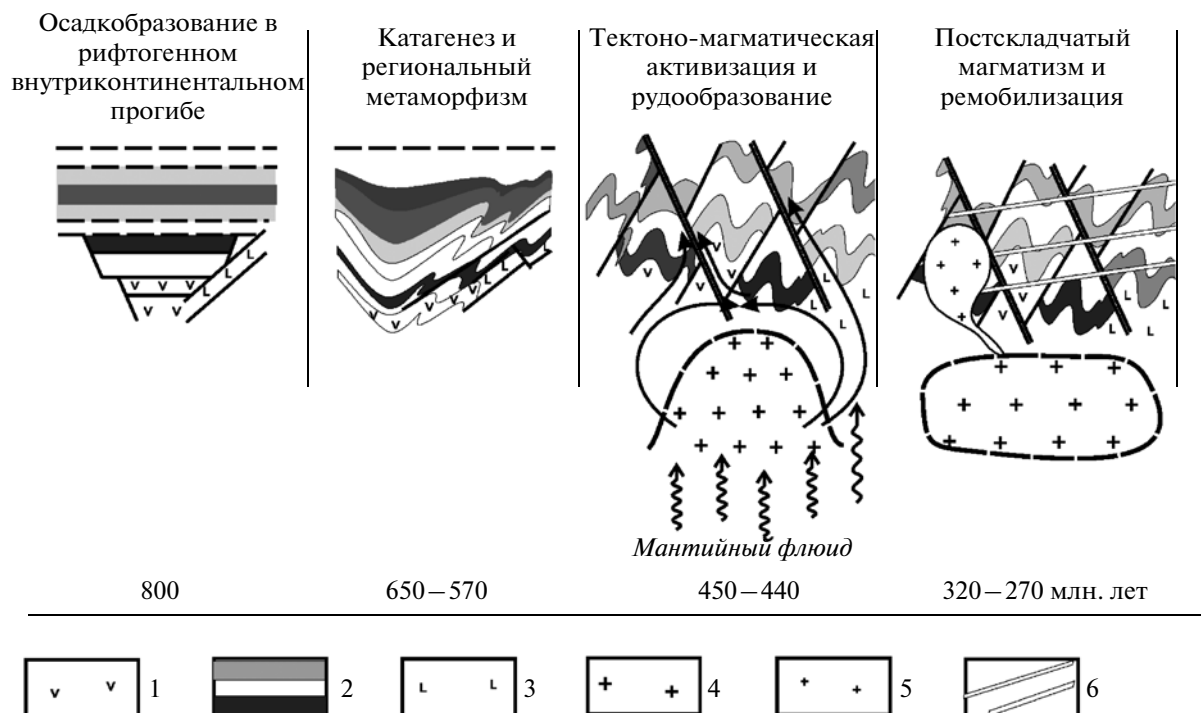 Осадкобразование в
рифтогенном
внутриконтинентальном
прогибе
Катагенез и
региональный
метаморфизм
Тектоно-магматическая
активизация и
рудообразование
Постскладчатый
магматизм и
ремобилизация
Мантийный флюид
800
650–570
450–440
320–270 млн. лет
1
2
3
4
5
6